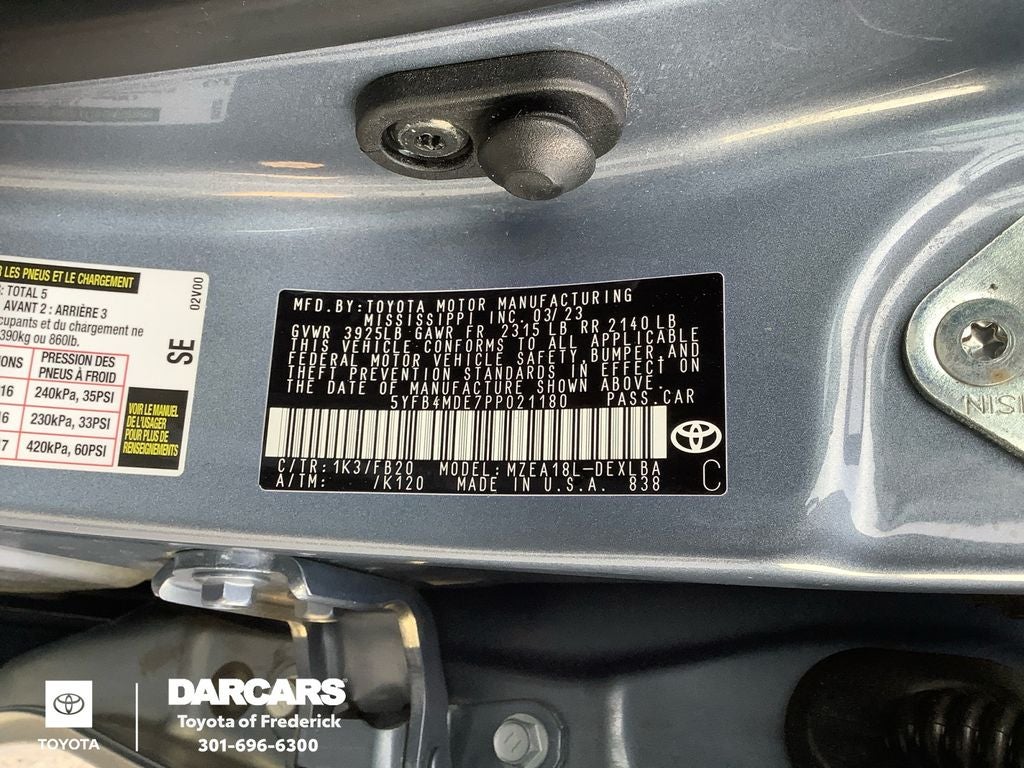 R LES PNEUS ET LE CHARGEMENT
: TOTAL 5
AVANT 2 : ARRIÈRE 3
cupants et du chargement ne
390kg ou 860lb.
IONS PRESSION DES
PNEUS À FROID
16 240kPa, 35PSI
16 230kPa, 33PSI
17 420kPa, 60PSI
02V00
SE
VOIR LE MANUEL
DE L'USAGER
POUR PLUS DE
RENSEIGNEMENTS
MFD.BY:TOYOTA MOTOR MANUFACTURING
MISSISSIPPI INC. 03/23
GVWR 3925LB GAWR FR 2315 LB RR 2140 LB
THIS VEHICLE CONFORMS TO ALL APPLICABLE
FEDERAL MOTOR VEHICLE SAFETY,BUMPER,AND
THEFT PREVENTION STANDARDS IN EFFECT ON
THE DATE OF MANUFACTURE SHOWN ABOVE.
5YFB4MDE7PP021180 PASS.CAR
C/TR:1K3/FB20 MODEL:MZEA18L-DEXLBA
A/TM: /K120 MADE IN U.S.A. 838
C
NISI
TOYOTA
DARCARS
Toyota of Frederick
301-696-6300